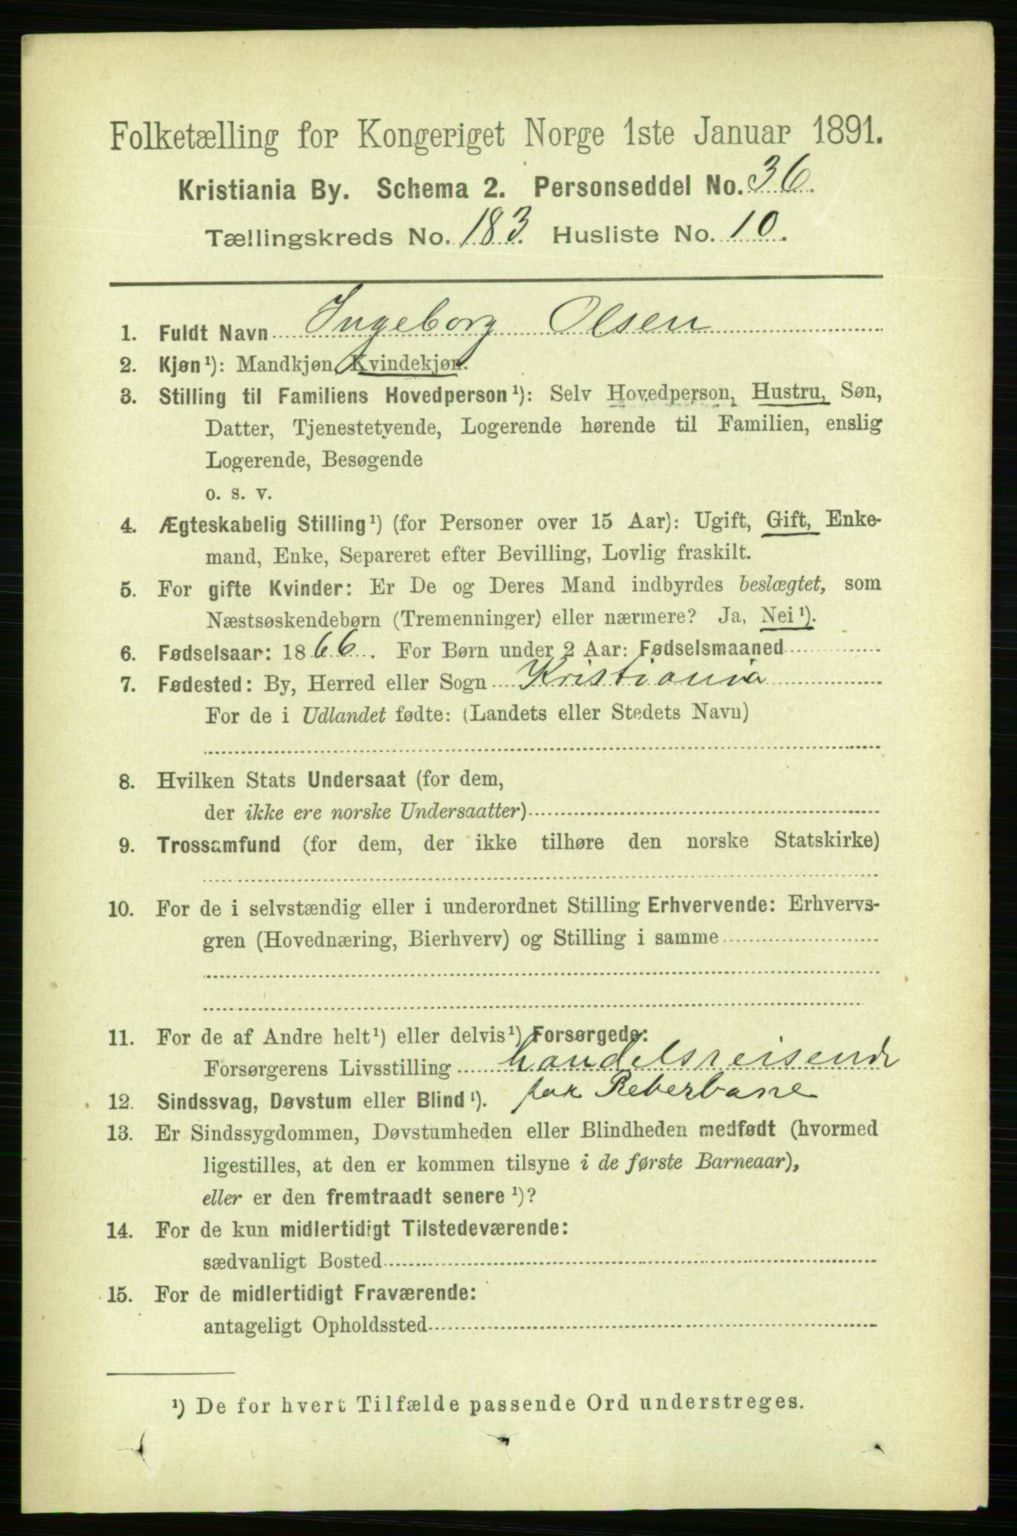 Folketælling for Kongeriget Norge 1ste Januar 1891.
Kristiania By. Schema 2. Personseddel No. 36.
Tællingskreds No. 183. Husliste No. 10.
1. Fuldt Navn Ingeborg Olsen
2. Kjøn¹): Mandkjøn, Kvindekjøn.
3. Stilling til Familiens Hovedperson¹): Selv Hovedperson, Hustru, Søn,
Datter, Tjenestetyende, Logerende hørende til Familien, enslig
Logerende, Besøgende
o. s. v.
4. Ægteskabelig Stilling¹) (for Personer over 15 Aar): Ugift, Gift, Enke-
mand, Enke, Separeret efter Bevilling, Lovlig fraskilt.
5. For gifte Kvinder: Er De og Deres Mand indbyrdes beslægtet, som
Næstsøskendebørn (Tremenninger) eller nærmere? Ja, Nei¹).
6. Fødselsaar: 1866. For Børn under 2 Aar: Fødselsmaaned
7. Fødested: By, Herred eller Sogn Kristiania
For de i Udlandet fødte: (Landets eller Stedets Navn)
8. Hvilken Stats Undersaat (for dem,
der ikke ere norske Undersaatter)
9. Trossamfund (for dem, der ikke tilhøre den norske Statskirke)
10. For de i selvstændig eller i underordnet Stilling Erhvervende: Erhvervs-
gren (Hovednæring, Bierhverv) og Stilling i samme
11. For de af Andre helt¹) eller delvis¹) Forsørgede:
Forsørgerens Livsstilling handelsreisende
12. Sindssvag, Døvstum eller Blind¹). for Reberbane
13. Er Sindssygdommen, Døvstumheden eller Blindheden medfødt (hvormed
ligestilles, at den er kommen tilsyne i de første Barneaar),
eller er den fremtraadt senere¹)?
14. For de kun midlertidigt Tilstedeværende:
sædvanligt Bosted
15. For de midlertidigt Fraværende:
antageligt Opholdssted
¹) De for hvert Tilfælde passende Ord understreges.